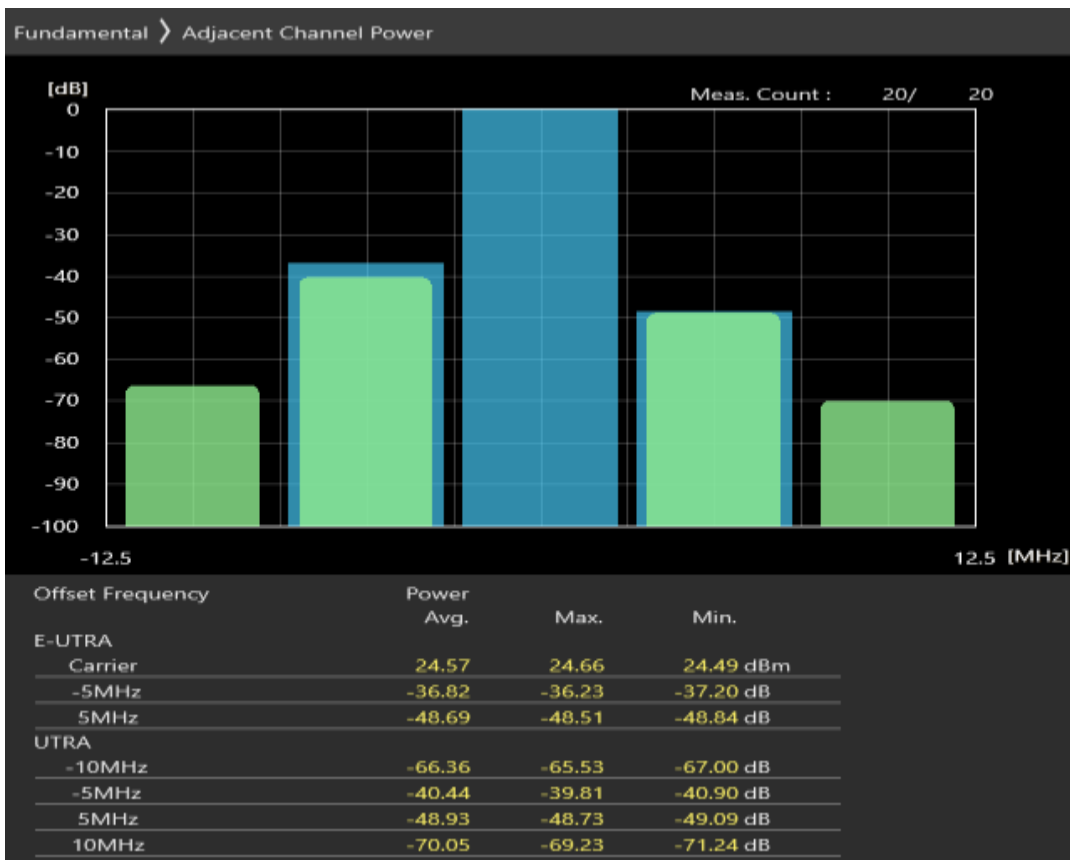 Fundamental 〉 Adjacent Channel Power
[dB]
Meas. Count : 20/ 20
0
-10
-20
-30
-40
-50
-60
-70
-80
-90
-100
-12.5 12.5 [MHz]
Offset Frequency Power
Avg. Max. Min.
E-UTRA
Carrier 24.57 24.66 24.49 dBm
-5MHz -36.82 -36.23 -37.20 dB
5MHz -48.69 -48.51 -48.84 dB
UTRA
-10MHz -66.36 -65.53 -67.00 dB
-5MHz -40.44 -39.81 -40.90 dB
5MHz -48.93 -48.73 -49.09 dB
10MHz -70.05 -69.23 -71.24 dB